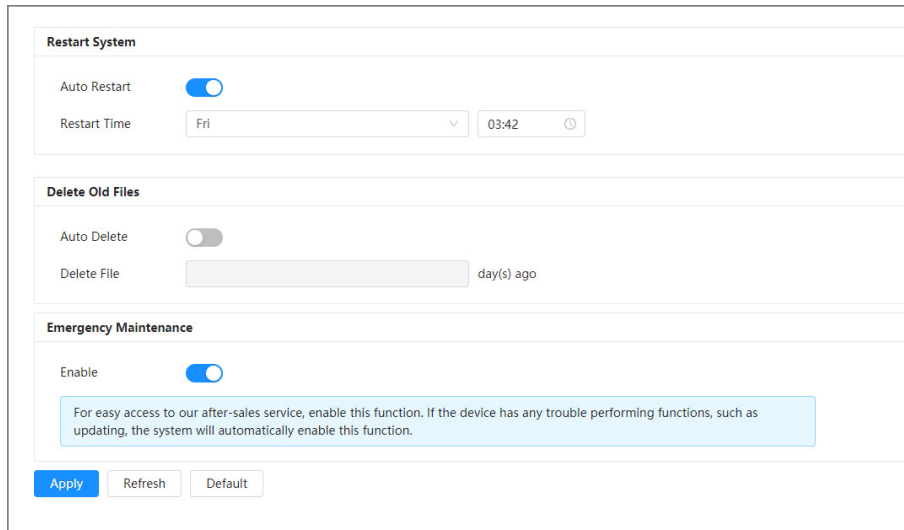 Restart System
Auto Restart
Restart Time Fri 03:42
Delete Old Files
Auto Delete
Delete File day(s) ago
Emergency Maintenance
Enable
For easy access to our after-sales service, enable this function. If the device has any trouble performing functions, such as
updating, the system will automatically enable this function.
Apply Refresh Default